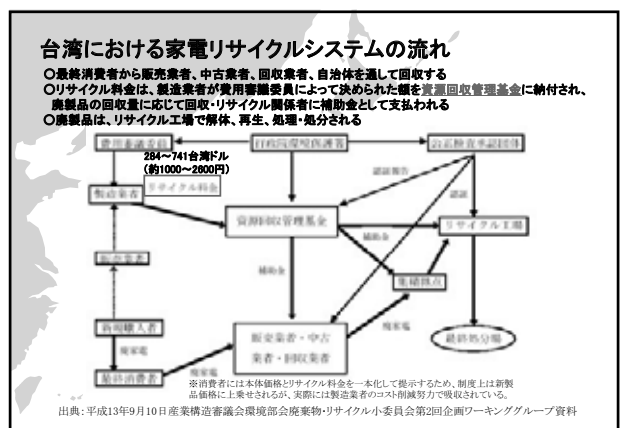 台湾における家電リサイクルシステムの流れ
○最終消費者から販売業者、中古業者、回収業者、自治体を通して回収する
○リサイクル料金は、製造業者が費用審議委員によって決められた額を資源回収管理基金に納付され、
廃製品の回収量に応じて回収・リサイクル関係者に補助金として支払われる
○廃製品は、リサイクル工場で解体、再生、処理・処分される
費用審議委員
行政院環境保護署
公正検査承認団体
284～741台湾ドル
(約1000～2600円)
リサイクル料金
認証報告
認証
製造業者
資源回収管理基金
リサイクル工場
補助金
販売業者
補助金
集積拠点
新規購入者
廃家電
販売業者・中古
業者・回収業者
廃家電
最終処分場
最終消費者
廃家電
※消費者には本体価格とリサイクル料金を一本化して提示するため、制度上は新製
品価格に上乗せされるが、実際には製造業者のコスト削減努力で吸収されている。
出典：平成13年9月10日産業構造審議会環境部会廃棄物・リサイクル小委員会第2回企画ワーキンググループ資料